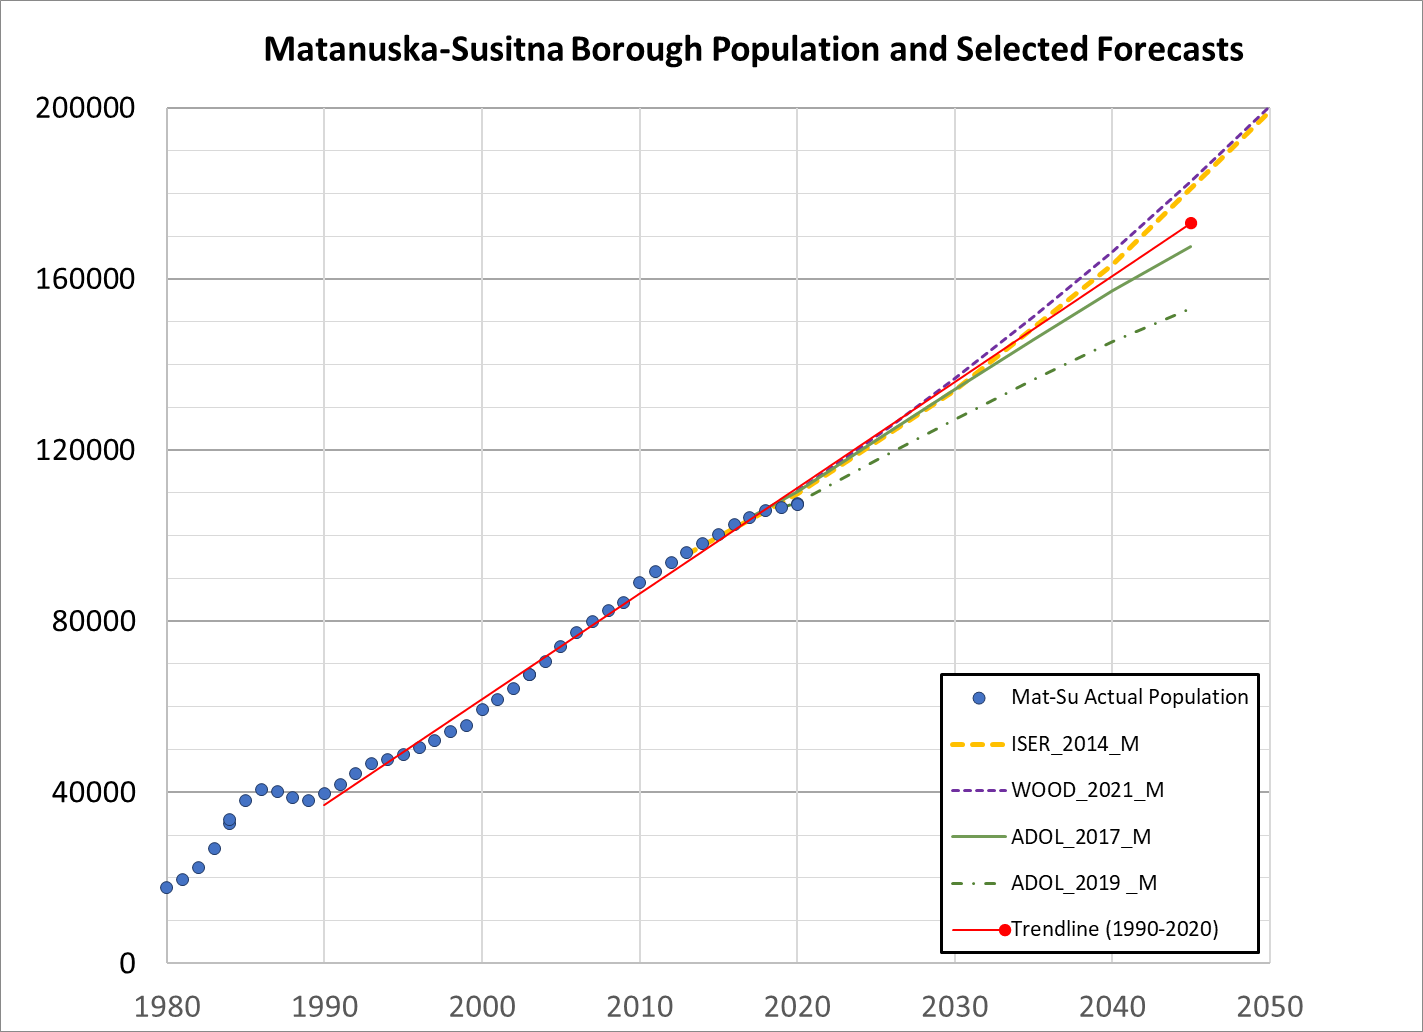 Matanuska-Susitna Borough Population and Selected Forecasts
200000
160000
120000
80000
40000
0
1980 1990 2000 2010 2020 2030 2040 2050
Mat-Su Actual Population
ISER_2014_M
WOOD_2021_M
ADOL_2017_M
ADOL_2019 _M
Trendline (1990-2020)